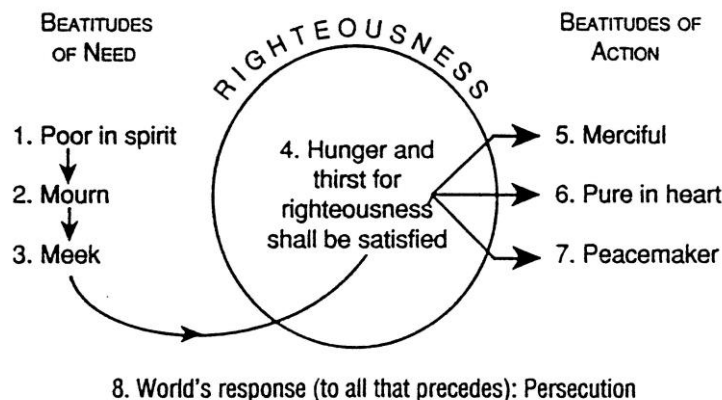 BEATITUDES
OF NEED
RIGHTEOUSNESS
BEATITUDES OF
ACTION
1. Poor in spirit
2. Mourn
3. Meek
4. Hunger and
thirst for
righteousness
shall be satisfied
5. Merciful
6. Pure in heart
7. Peacemaker
8. World's response (to all that precedes): Persecution